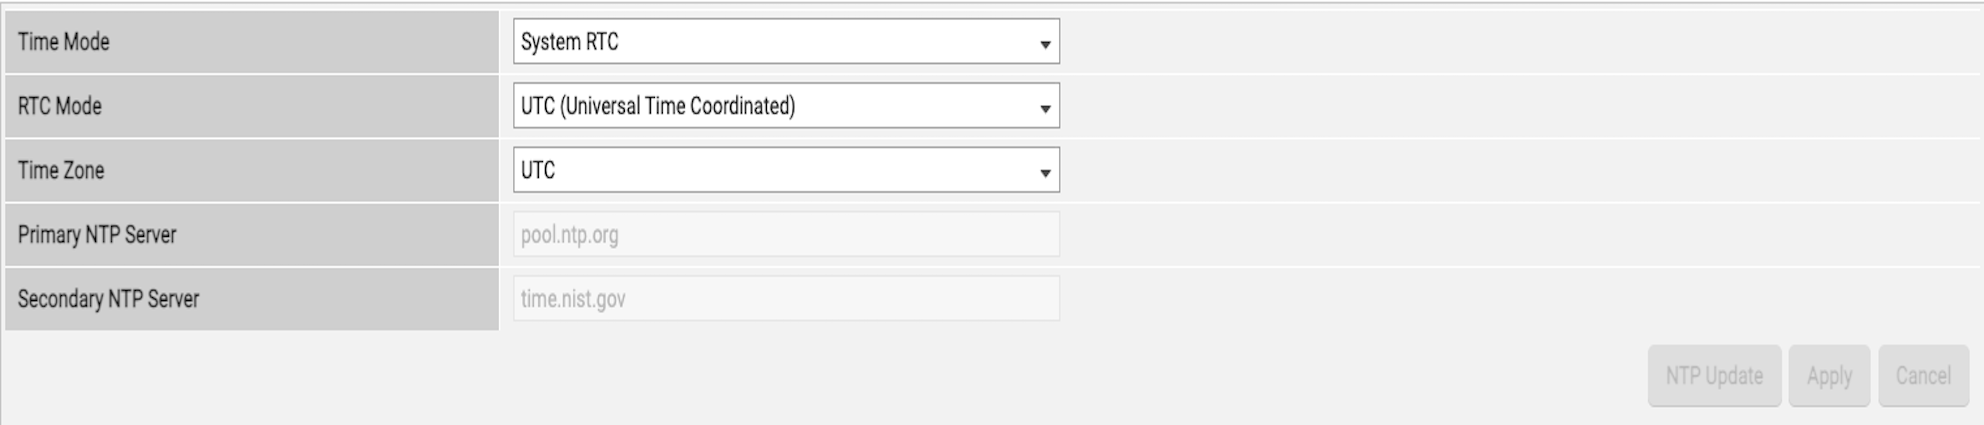 Time Mode System RTC
RTC Mode UTC (Universal Time Coordinated)
Time Zone UTC
Primary NTP Server pool.ntp.org
Secondary NTP Server time.nist.gov
NTP Update Apply Cancel